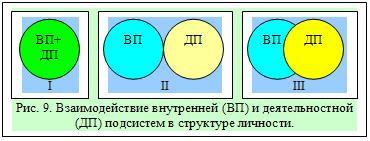 ВП+
ДП
ВП
ДП
ВП
ДП
I
II
III
Рис. 9. Взаимодействие внутренней (ВП) и деятельностной
(ДП) подсистем в структуре личности.